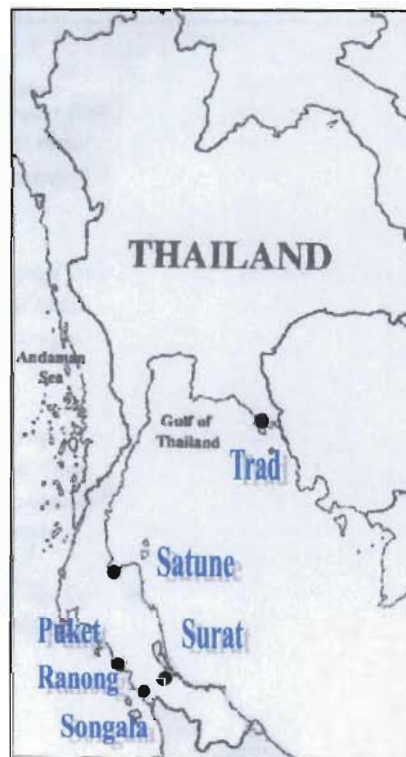 THAILAND
Andaman
Sea
Gulf of
Thailand
Trad
Satune
Puket
Surat
Ranong
Songala